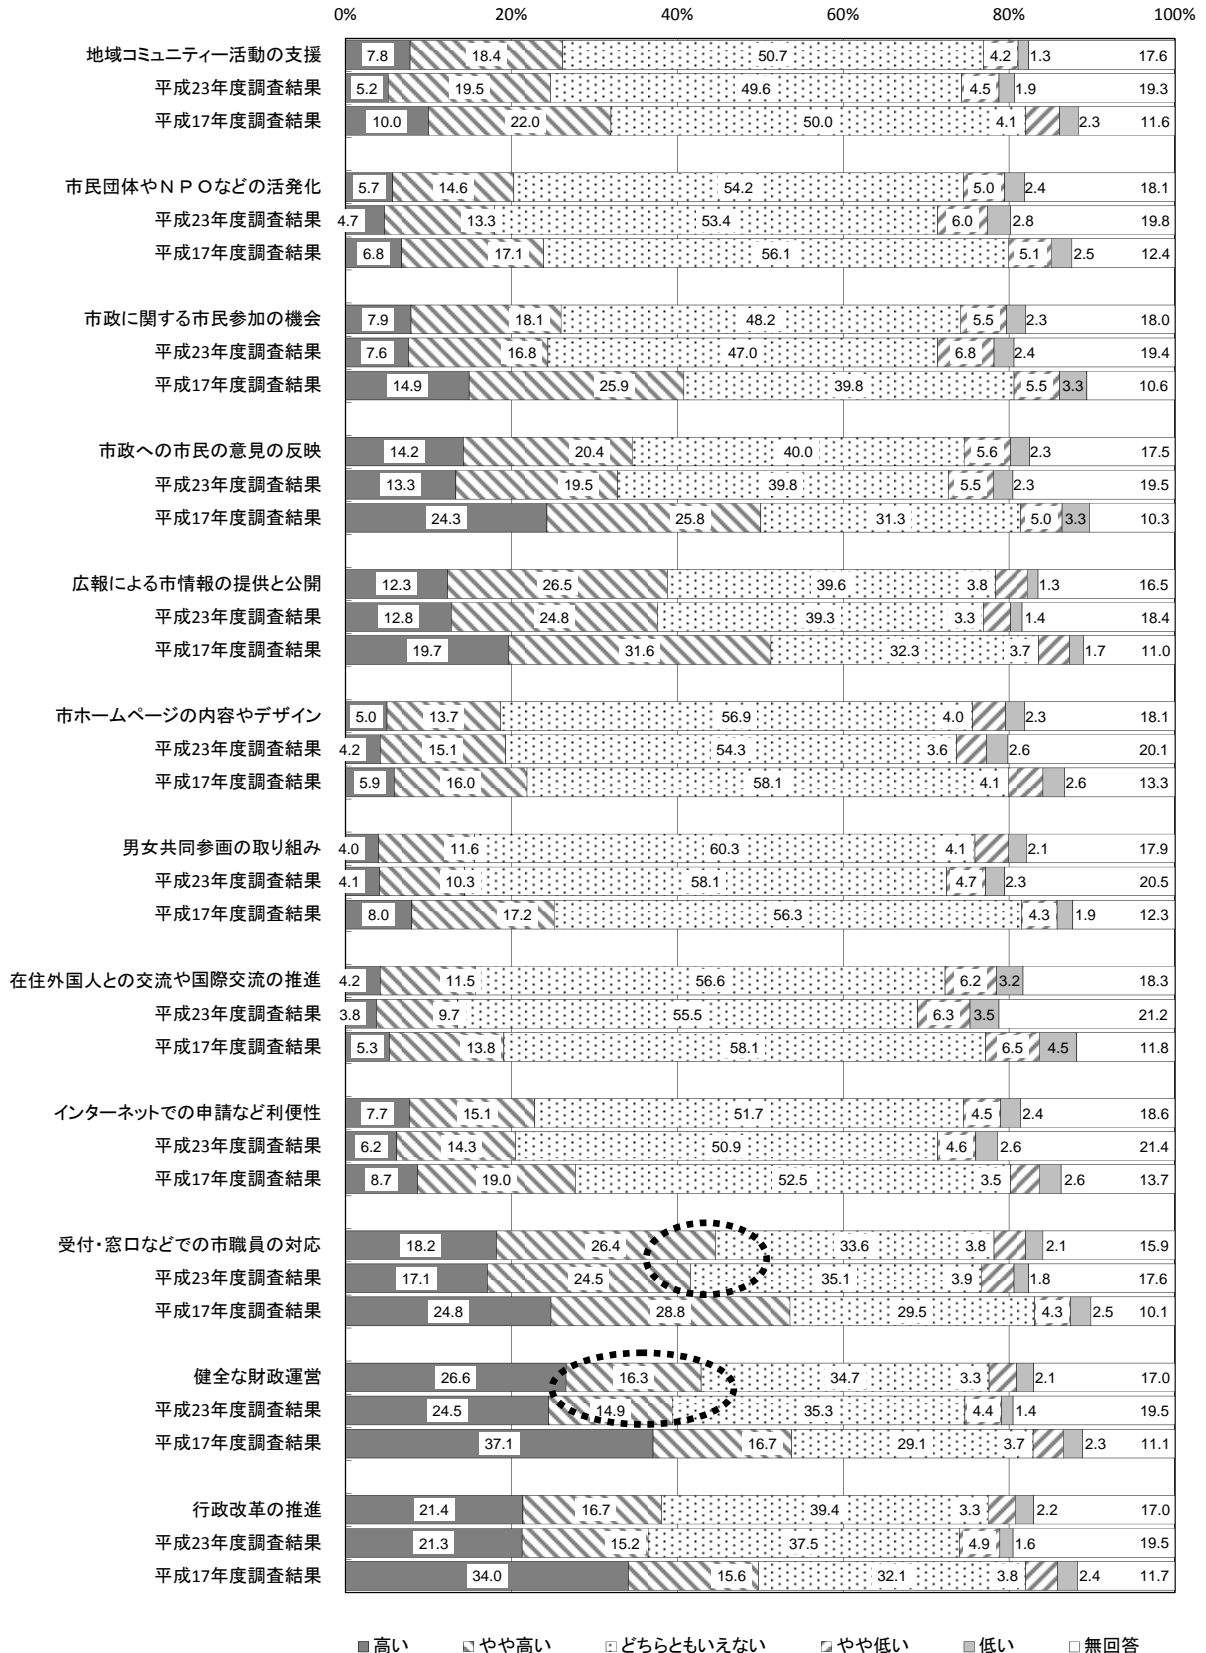 0% 20% 40% 60% 80% 100%
地域コミュニティー活動の支援 7.8 18.4 50.7 4.2 1.3 17.6
平成23年度調査結果 5.2 19.5 49.6 4.5 1.9 19.3
平成17年度調査結果 10.0 22.0 50.0 4.1 2.3 11.6
市民団体やNPOなどの活発化 5.7 14.6 54.2 5.0 2.4 18.1
平成23年度調査結果 4.7 13.3 53.4 6.0 2.8 19.8
平成17年度調査結果 6.8 17.1 56.1 5.1 2.5 12.4
市政に関する市民参加の機会 7.9 18.1 48.2 5.5 2.3 18.0
平成23年度調査結果 7.6 16.8 47.0 6.8 2.4 19.4
平成17年度調査結果 14.9 25.9 39.8 5.5 3.3 10.6
市政への市民の意見の反映 14.2 20.4 40.0 5.6 2.3 17.5
平成23年度調査結果 13.3 19.5 39.8 5.5 2.3 19.5
平成17年度調査結果 24.3 25.8 31.3 5.0 3.3 10.3
広報による市情報の提供と公開 12.3 26.5 39.6 3.8 1.3 16.5
平成23年度調査結果 12.8 24.8 39.3 3.3 1.4 18.4
平成17年度調査結果 19.7 31.6 32.3 3.7 1.7 11.0
市ホームページの内容やデザイン 5.0 13.7 56.9 4.0 2.3 18.1
平成23年度調査結果 4.2 15.1 54.3 3.6 2.6 20.1
平成17年度調査結果 5.9 16.0 58.1 4.1 2.6 13.3
男女共同参画の取り組み 4.0 11.6 60.3 4.1 2.1 17.9
平成23年度調査結果 4.1 10.3 58.1 4.7 2.3 20.5
平成17年度調査結果 8.0 17.2 56.3 4.3 1.9 12.3
在住外国人との交流や国際交流の推進 4.2 11.5 56.6 6.2 3.2 18.3
平成23年度調査結果 3.8 9.7 55.5 6.3 3.5 21.2
平成17年度調査結果 5.3 13.8 58.1 6.5 4.5 11.8
インターネットでの申請など利便性 7.7 15.1 51.7 4.5 2.4 18.6
平成23年度調査結果 6.2 14.3 50.9 4.6 2.6 21.4
平成17年度調査結果 8.7 19.0 52.5 3.5 2.6 13.7
受付・窓口などでの市職員の対応 18.2 26.4 33.6 3.8 2.1 15.9
平成23年度調査結果 17.1 24.5 35.1 3.9 1.8 17.6
平成17年度調査結果 24.8 28.8 29.5 4.3 2.5 10.1
健全な財政運営 26.6 16.3 34.7 3.3 2.1 17.0
平成23年度調査結果 24.5 14.9 35.3 4.4 1.4 19.5
平成17年度調査結果 37.1 16.7 29.1 3.7 2.3 11.1
行政改革の推進 21.4 16.7 39.4 3.3 2.2 17.0
平成23年度調査結果 21.3 15.2 37.5 4.9 1.6 19.5
平成17年度調査結果 34.0 15.6 32.1 3.8 2.4 11.7
高い やや高い どちらともいえない やや低い 低い 無回答